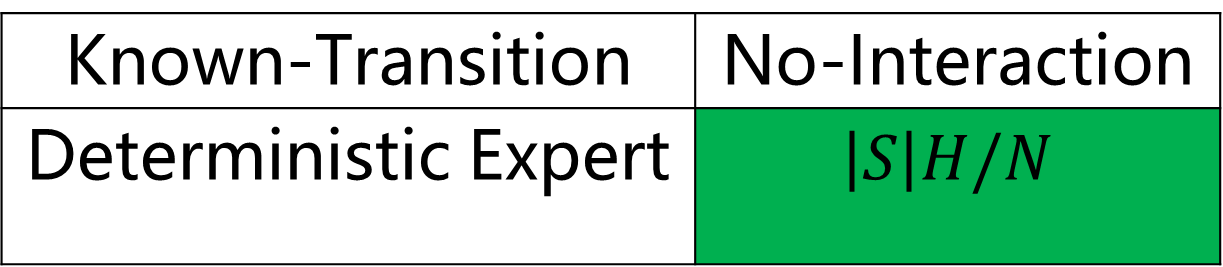 Known-Transition No-Interaction
Deterministic Expert |S|H/N